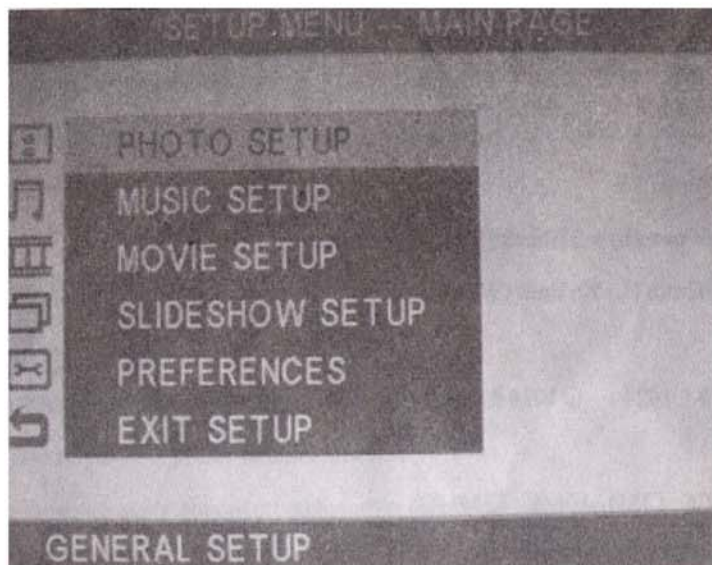 SETUP MENU -- MAIN PAGE
PHOTO SETUP
MUSIC SETUP
MOVIE SETUP
SLIDESHOW SETUP
PREFERENCES
EXIT SETUP
GENERAL SETUP